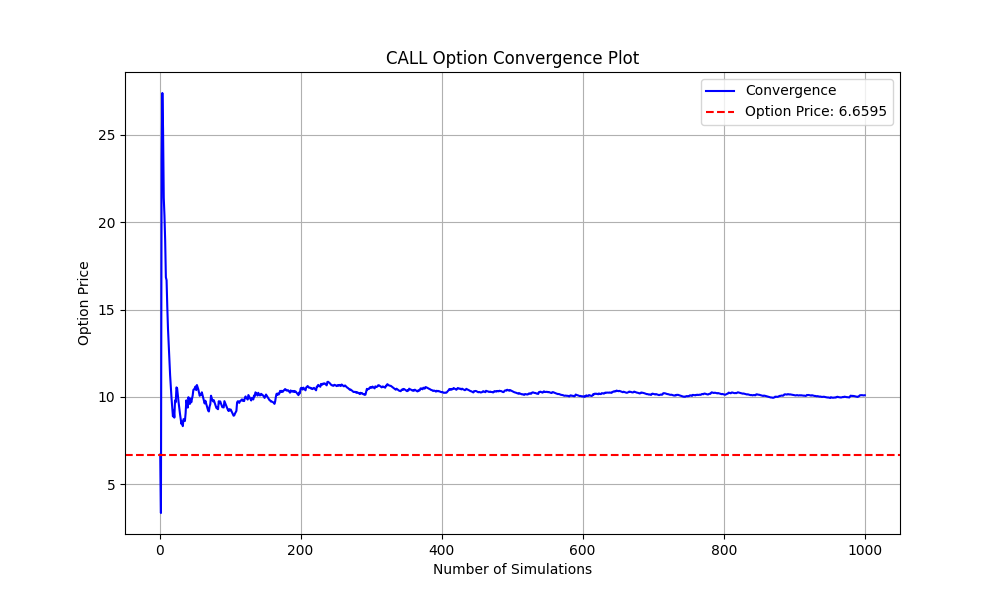 CALL Option Convergence Plot
Convergence
Option Price: 6.6595
25
20
15
10
5
Option Price
0
200
400
600
800
1000
Number of Simulations